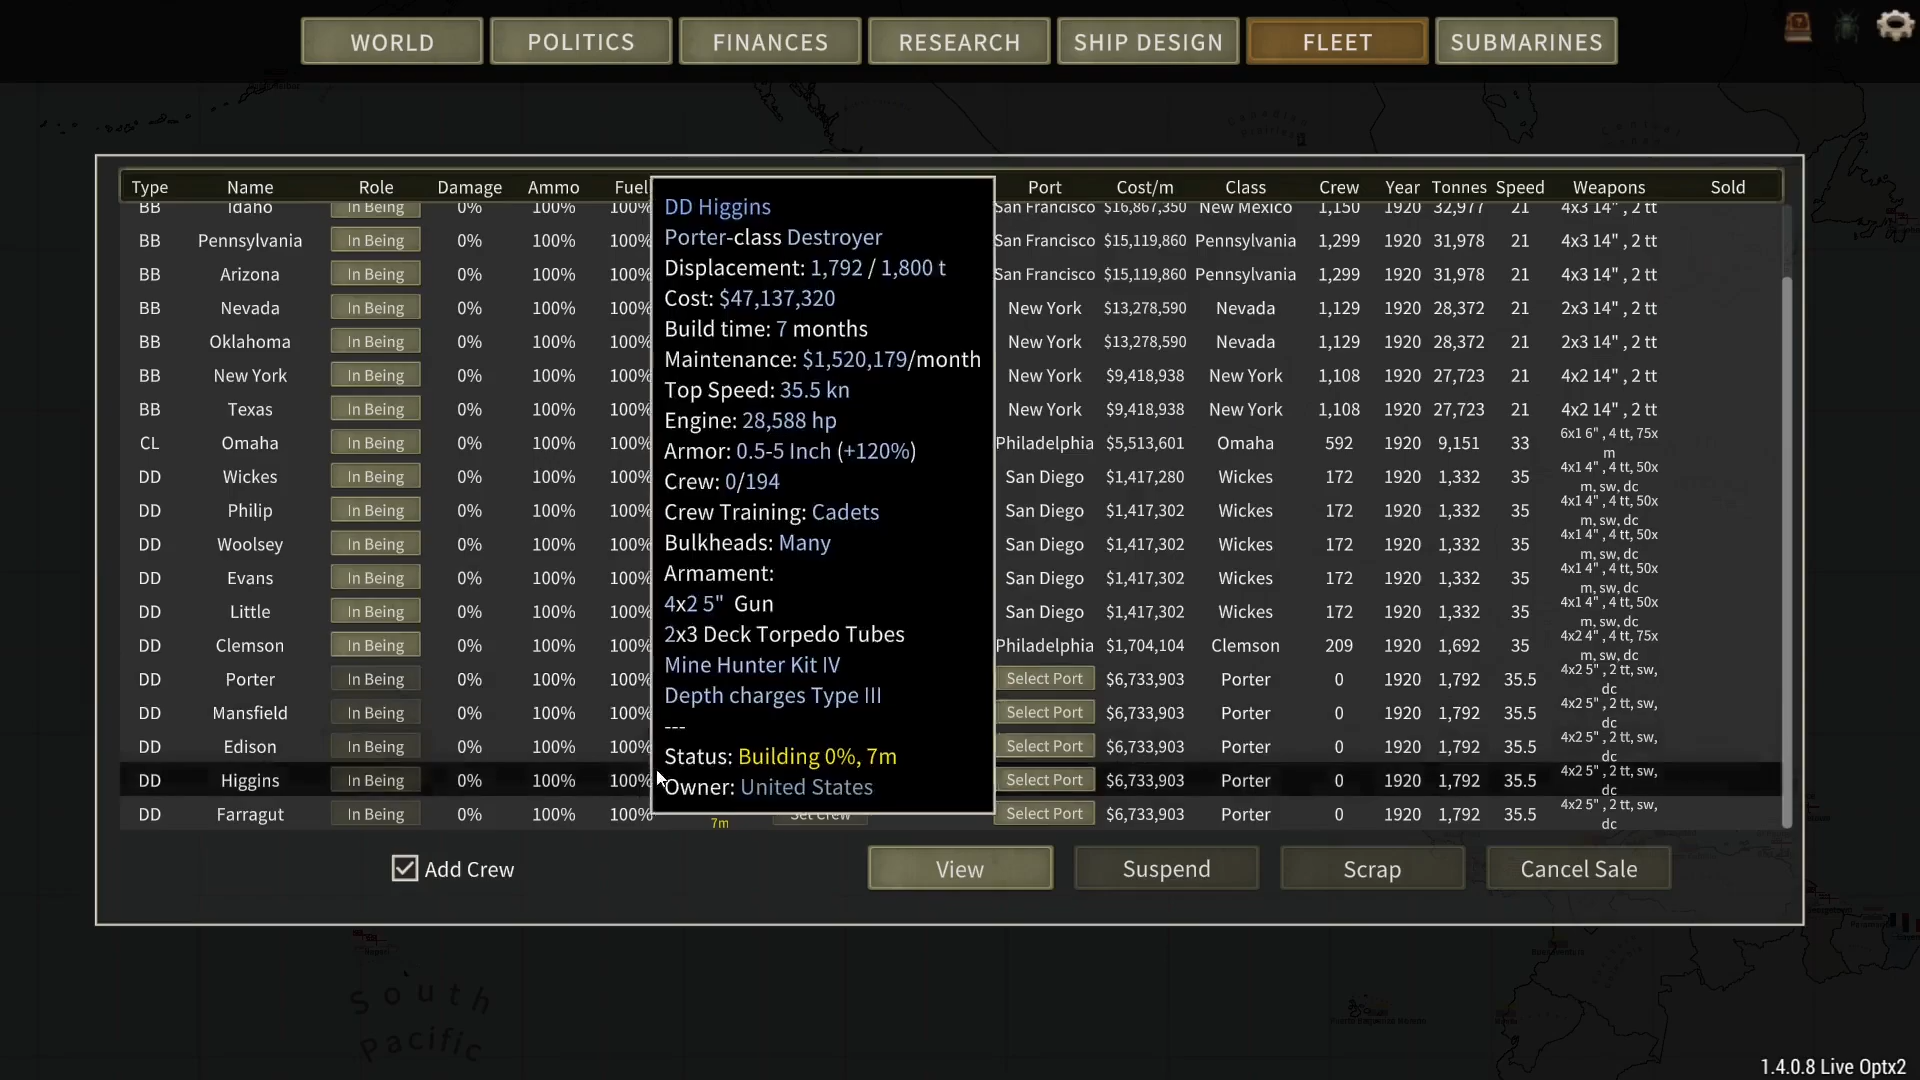 WORLD POLITICS FINANCES RESEARCH SHIP DESIGN FLEET SUBMARINES
Type Name Role Damage Ammo Fuel Port Cost/m Class Crew Year Tonnes Speed Weapons Sold
BB Idaho In Being 0% 100% 100% San Francisco $16,867,350 New Mexico 1,150 1920 32,977 21 4x3 14" , 2 tt
BB Pennsylvania In Being 0% 100% 100% San Francisco $15,119,860 Pennsylvania 1,299 1920 31,978 21 4x3 14" , 2 tt
BB Arizona In Being 0% 100% 100% San Francisco $15,119,860 Pennsylvania 1,299 1920 31,978 21 4x3 14" , 2 tt
BB Nevada In Being 0% 100% 100% New York $13,278,590 Nevada 1,129 1920 28,372 21 2x3 14" , 2 tt
BB Oklahoma In Being 0% 100% 100% New York $13,278,590 Nevada 1,129 1920 28,372 21 2x3 14" , 2 tt
BB New York In Being 0% 100% 100% New York $9,418,938 New York 1,108 1920 27,723 21 4x2 14" , 2 tt
BB Texas In Being 0% 100% 100% New York $9,418,938 New York 1,108 1920 27,723 21 4x2 14" , 2 tt
CL Omaha In Being 0% 100% 100% Philadelphia $5,513,601 Omaha 592 1920 9,151 33 6x1 6" , 4 tt, 75x
m
DD Wickes In Being 0% 100% 100% San Diego $1,417,280 Wickes 172 1920 1,332 35 4x1 4" , 4 tt, 50x
m, sw, dc
DD Philip In Being 0% 100% 100% San Diego $1,417,302 Wickes 172 1920 1,332 35 4x1 4" , 4 tt, 50x
m, sw, dc
DD Woolsey In Being 0% 100% 100% San Diego $1,417,302 Wickes 172 1920 1,332 35 4x1 4" , 4 tt, 50x
m, sw, dc
DD Evans In Being 0% 100% 100% San Diego $1,417,302 Wickes 172 1920 1,332 35 4x1 4" , 4 tt, 50x
m, sw, dc
DD Little In Being 0% 100% 100% San Diego $1,417,302 Wickes 172 1920 1,332 35 4x1 4" , 4 tt, 50x
m, sw, dc
DD Clemson In Being 0% 100% 100% Philadelphia $1,704,104 Clemson 209 1920 1,692 35 4x2 4" , 4 tt, 75x
m, sw, dc
DD Porter In Being 0% 100% 100% Select Port $6,733,903 Porter 0 1920 1,792 35.5 4x2 5" , 2 tt, sw,
dc
DD Mansfield In Being 0% 100% 100% Select Port $6,733,903 Porter 0 1920 1,792 35.5 4x2 5" , 2 tt, sw,
dc
DD Edison In Being 0% 100% 100% Select Port $6,733,903 Porter 0 1920 1,792 35.5 4x2 5" , 2 tt, sw,
dc
DD Higgins In Being 0% 100% 100% Select Port $6,733,903 Porter 0 1920 1,792 35.5 4x2 5" , 2 tt, sw,
dc
DD Farragut In Being 0% 100% 100% 7m Set Crew Select Port $6,733,903 Porter 0 1920 1,792 35.5 4x2 5" , 2 tt, sw,
dc
DD Higgins
Porter-class Destroyer
Displacement: 1,792 / 1,800 t
Cost: $47,137,320
Build time: 7 months
Maintenance: $1,520,179/month
Top Speed: 35.5 kn
Engine: 28,588 hp
Armor: 0.5-5 Inch (+120%)
Crew: 0/194
Crew Training: Cadets
Bulkheads: Many
Armament:
4x2 5" Gun
2x3 Deck Torpedo Tubes
Mine Hunter Kit IV
Depth charges Type III
---
Status: Building 0%, 7m
Owner: United States
Add Crew View Suspend Scrap Cancel Sale
South
Pacific
1.4.0.8 Live Optx2